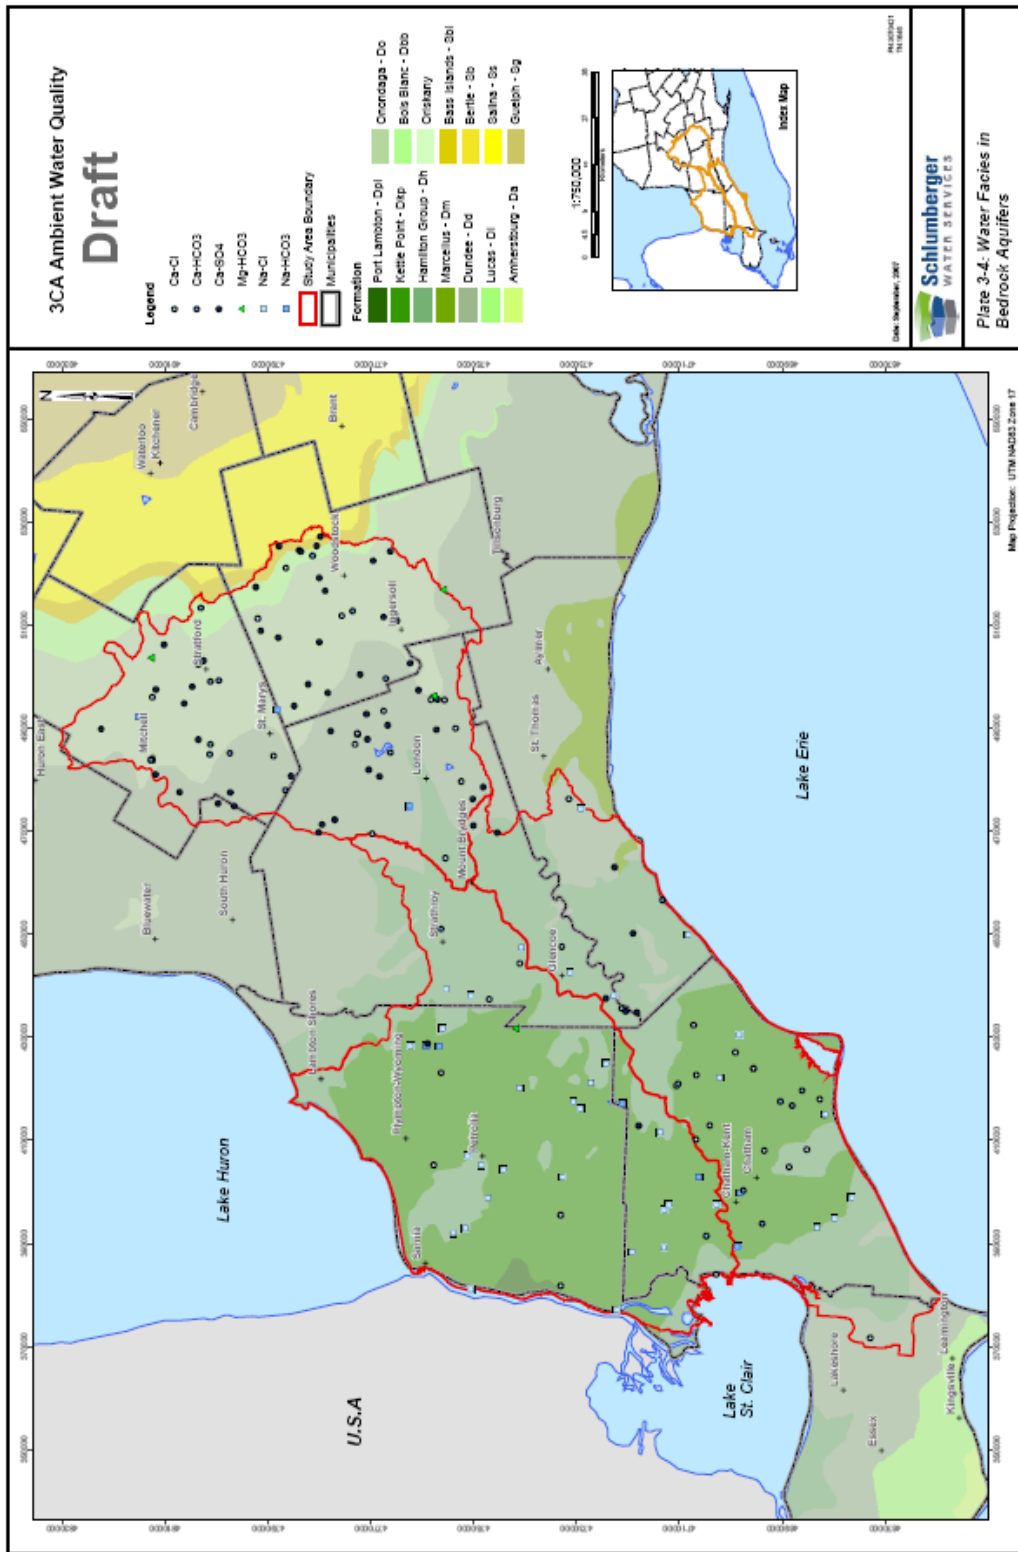 3CA Ambient Water Quality
Draft
Legend
Ca-Cl
Ca-HCO3
Ca-SO4
Mg-HCO3
Na-Cl
Na-HCO3
Study Area Boundary
Municipalities
Formation
Port Lambton - Dpl
Kettle Point - Dkp
Hamilton Group - Dh
Marcellus - Dm
Dundee - Dd
Lucas - Dl
Amherstburg - Da
Onondaga - Do
Bois Blanc - Dbb
Oriskany
Bass Islands - Sbi
Bertie - Sb
Salina - Ss
Guelph - Sg
1:750,000
Kilometers
Index Map
Date: September, 2007
Schlumberger
WATER SERVICES
Plate 3-4: Water Facies in
Bedrock Aquifers
N
Huron East
Waterloo
Kitchener
Cambridge
Mitchell
Stratford
Bluewater
South Huron
St. Marys
Brant
Woodstock
Lambton Shores
Ingersoll
London
Plympton-Wyoming
Strathroy
Mount Brydges
Tillsonburg
Sarnia
Petrolia
Aylmer
St. Thomas
Glencoe
Chatham-Kent
Chatham
Lakeshore
Essex
Leamington
Kingsville
Lake Huron
U.S.A
Lake
St. Clair
Lake Erie
Map Projection: UTM NAD83 Zone 17